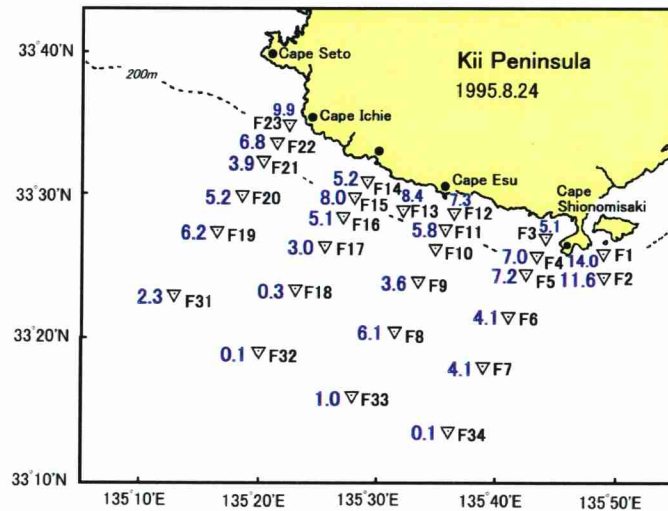 33°40'N
Cape Seto
Kii Peninsula
1995.8.24
200m
9.9
F23
Cape Ichie
6.8 F22
3.9 F21
Cape Esu
Cape
Shionomisaki
5.2 F14
5.2 F20
8.0 F15
8.4 F13
7.3 F12
33°30'N
5.1 F16
5.8 F11
5.1
F3
6.2 F19
3.0 F17
F10
7.0 F4
14.0 F1
7.2 F5
11.6 F2
2.3 F31
0.3 F18
3.6 F9
6.1 F8
4.1 F6
33°20'N
0.1 F32
4.1 F7
1.0 F33
0.1 F34
33°10'N
135°10'E
135°20'E
135°30'E
135°40'E
135°50'E